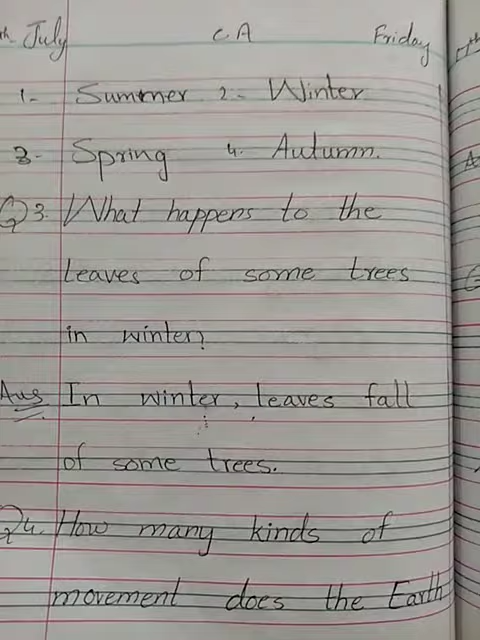 July CA Friday
1- Summer 2- Winter
3- Spring 4. Autumn.
Q3. What happens to the
leaves of some trees
in winter?
Ans In winter, leaves fall
of some trees.
Q4. How many kinds of
movement does the Earth